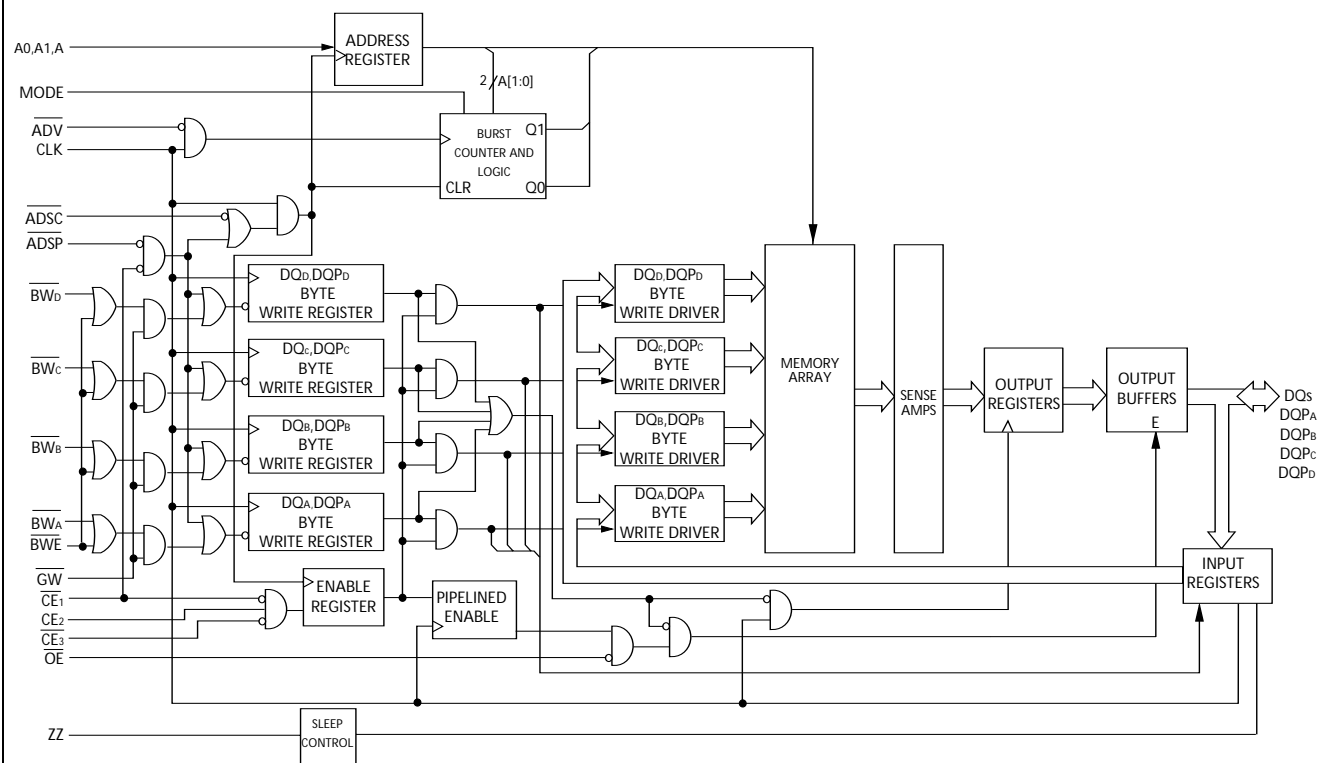 A0,A1,A
ADDRESS
REGISTER
MODE
2
A[1:0]
ADV
CLK
BURST
COUNTER AND
LOGIC
Q1
CLR
Q0
ADSC
ADSP
BWD
DQD,DQPD
BYTE
WRITE REGISTER
DQD,DQPD
BYTE
WRITE DRIVER
BWC
DQC,DQPC
BYTE
WRITE REGISTER
DQC,DQPC
BYTE
WRITE DRIVER
MEMORY
ARRAY
SENSE
AMPS
OUTPUT
REGISTERS
OUTPUT
BUFFERS
E
DQs
DQPA
DQPB
DQPC
DQPD
BWB
DQB,DQPB
BYTE
WRITE REGISTER
DQB,DQPB
BYTE
WRITE DRIVER
BWA
BWE
DQA,DQPA
BYTE
WRITE REGISTER
DQA,DQPA
BYTE
WRITE DRIVER
GW
CE1
CE2
CE3
OE
ENABLE
REGISTER
PIPELINED
ENABLE
INPUT
REGISTERS
ZZ
SLEEP
CONTROL